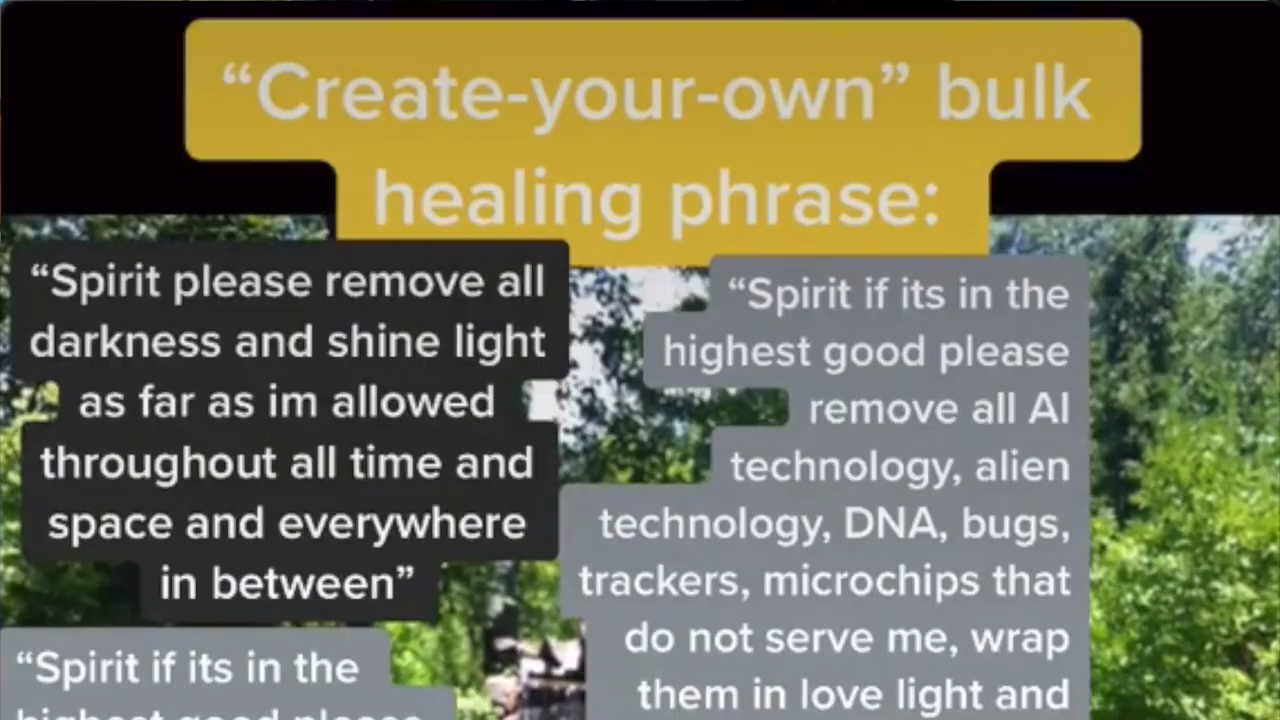 “Create-your-own” bulk
healing phrase:
“Spirit please remove all
darkness and shine light
as far as im allowed
throughout all time and
space and everywhere
in between”
“Spirit if its in the
highest good please
“Spirit if its in the
highest good please
remove all AI
technology, alien
technology, DNA, bugs,
trackers, microchips that
do not serve me, wrap
them in love light and